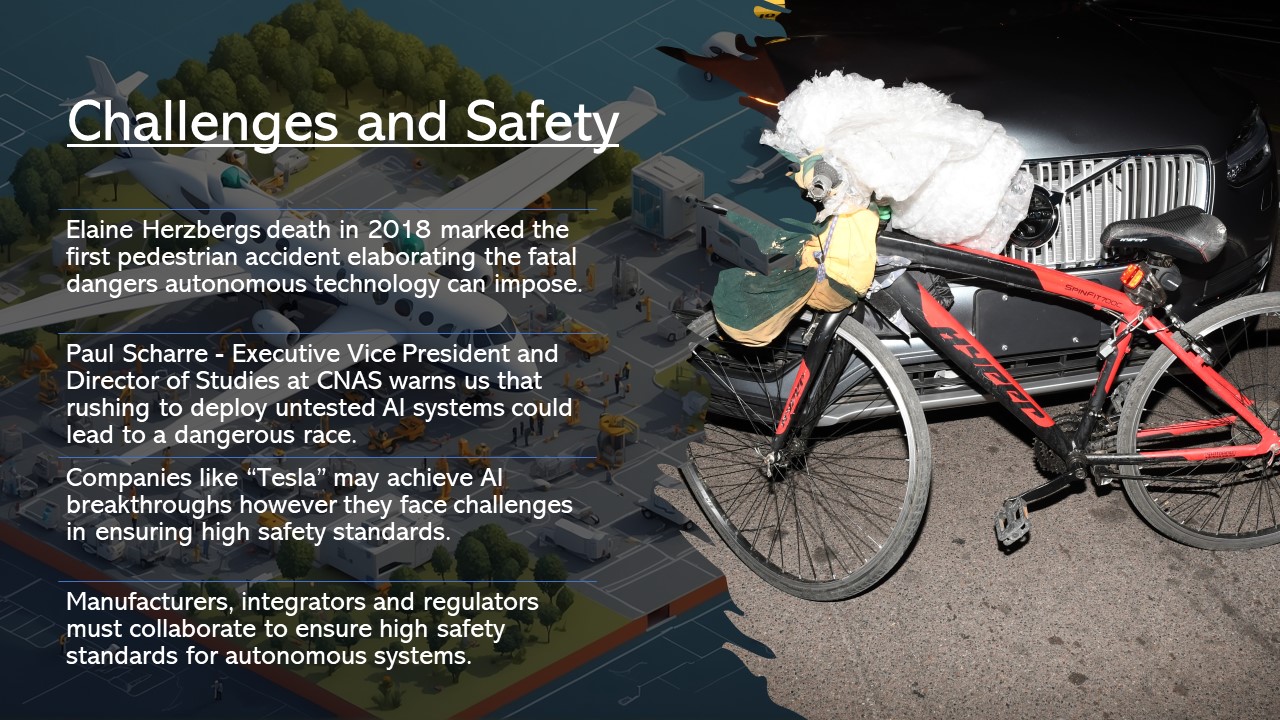 Challenges and Safety
Elaine Herzbergs death in 2018 marked the
first pedestrian accident elaborating the fatal
dangers autonomous technology can impose.
Paul Scharre - Executive Vice President and
Director of Studies at CNAS warns us that
rushing to deploy untested AI systems could
lead to a dangerous race.
Companies like “Tesla” may achieve AI
breakthroughs however they face challenges
in ensuring high safety standards.
Manufacturers, integrators and regulators
must collaborate to ensure high safety
standards for autonomous systems.
SPINFIT700C